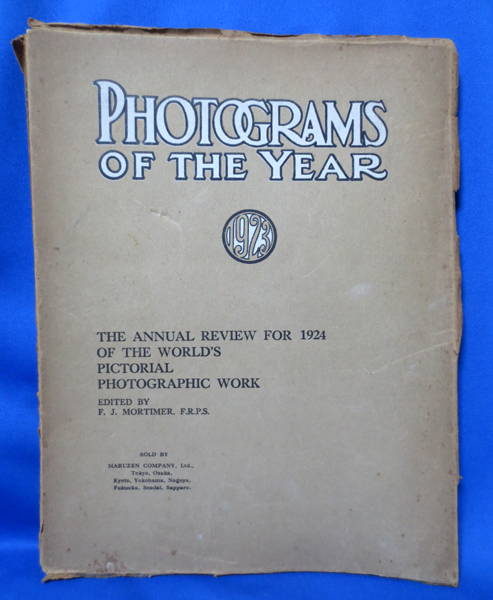 PHOTOGRAMS
OF THE YEAR
1923
THE ANNUAL REVIEW FOR 1924
OF THE WORLD'S
PICTORIAL
PHOTOGRAPHIC WORK
EDITED BY
F. J. MORTIMER, F.R.P.S.
SOLD BY
MARUZEN COMPANY, Ltd.,
Tokyo, Osaka,
Kyoto, Yokohama, Nagoya,
Fukuoka, Sendai, Sapporo.